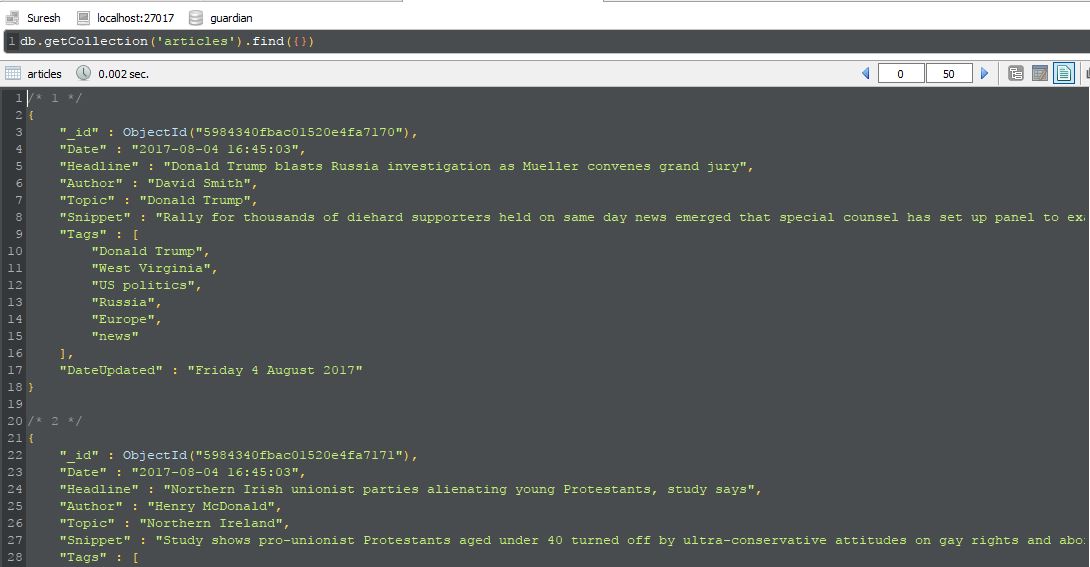 Suresh localhost:27017 guardian
1 db.getCollection('articles').find({})
articles 0.002 sec. 0 50
1 /* 1 */
2 {
3 "_id" : ObjectId("5984340fbac01520e4fa7170"),
4 "Date" : "2017-08-04 16:45:03",
5 "Headline" : "Donald Trump blasts Russia investigation as Mueller convenes grand jury",
6 "Author" : "David Smith",
7 "Topic" : "Donald Trump",
8 "Snippet" : "Rally for thousands of diehard supporters held on same day news emerged that special counsel has set up panel to exa
9 "Tags" : [
10 "Donald Trump",
11 "West Virginia",
12 "US politics",
13 "Russia",
14 "Europe",
15 "news"
16 ],
17 "DateUpdated" : "Friday 4 August 2017"
18 }
19
20 /* 2 */
21 {
22 "_id" : ObjectId("5984340fbac01520e4fa7171"),
23 "Date" : "2017-08-04 16:45:03",
24 "Headline" : "Northern Irish unionist parties alienating young Protestants, study says",
25 "Author" : "Henry McDonald",
26 "Topic" : "Northern Ireland",
27 "Snippet" : "Study shows pro-unionist Protestants aged under 40 turned off by ultra-conservative attitudes on gay rights and abo
28 "Tags" : [